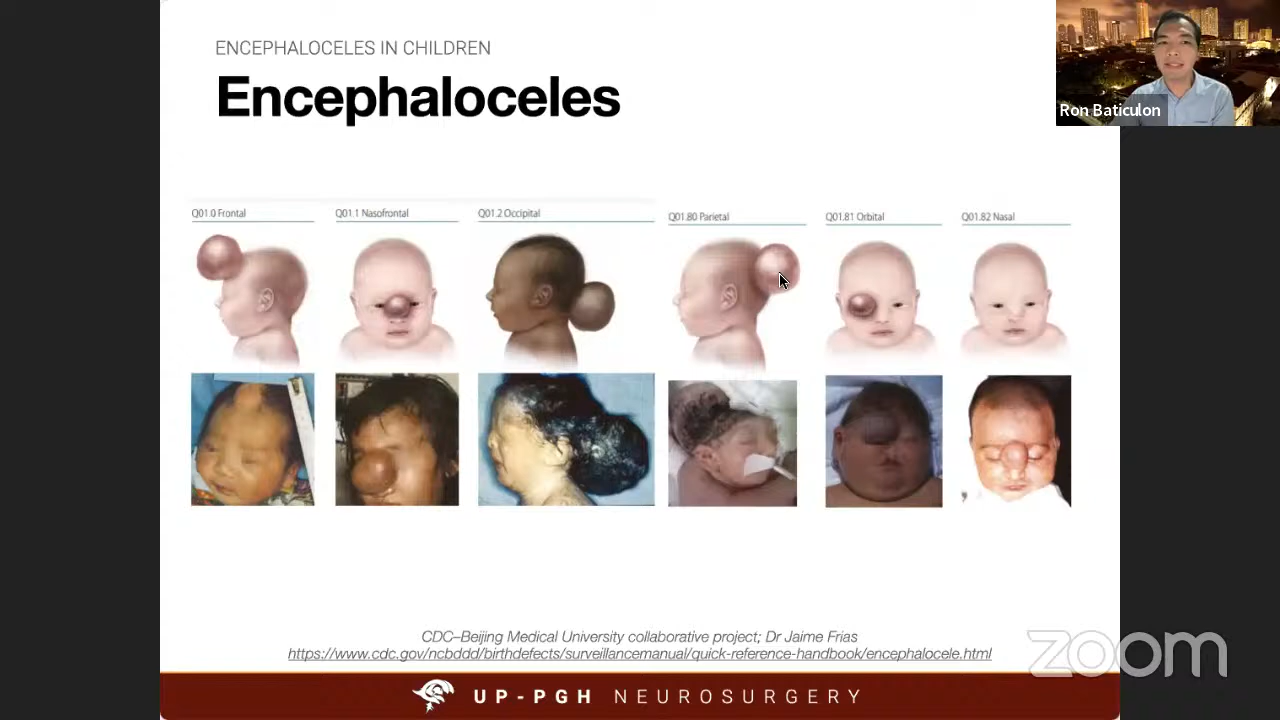 ENCEPHALOCELES IN CHILDREN
Encephaloceles
Ron Baticulon
Q01.0 Frontal
Q01.1 Nasofrontal
Q01.2 Occipital
Q01.80 Parietal
Q01.81 Orbital
Q01.82 Nasal
CDC–Beijing Medical University collaborative project; Dr Jaime Frias
https://www.cdc.gov/ncbddd/birthdefects/surveillancemanual/quick-reference-handbook/encephalocele.html
zoom
UP-PGH NEUROSURGERY